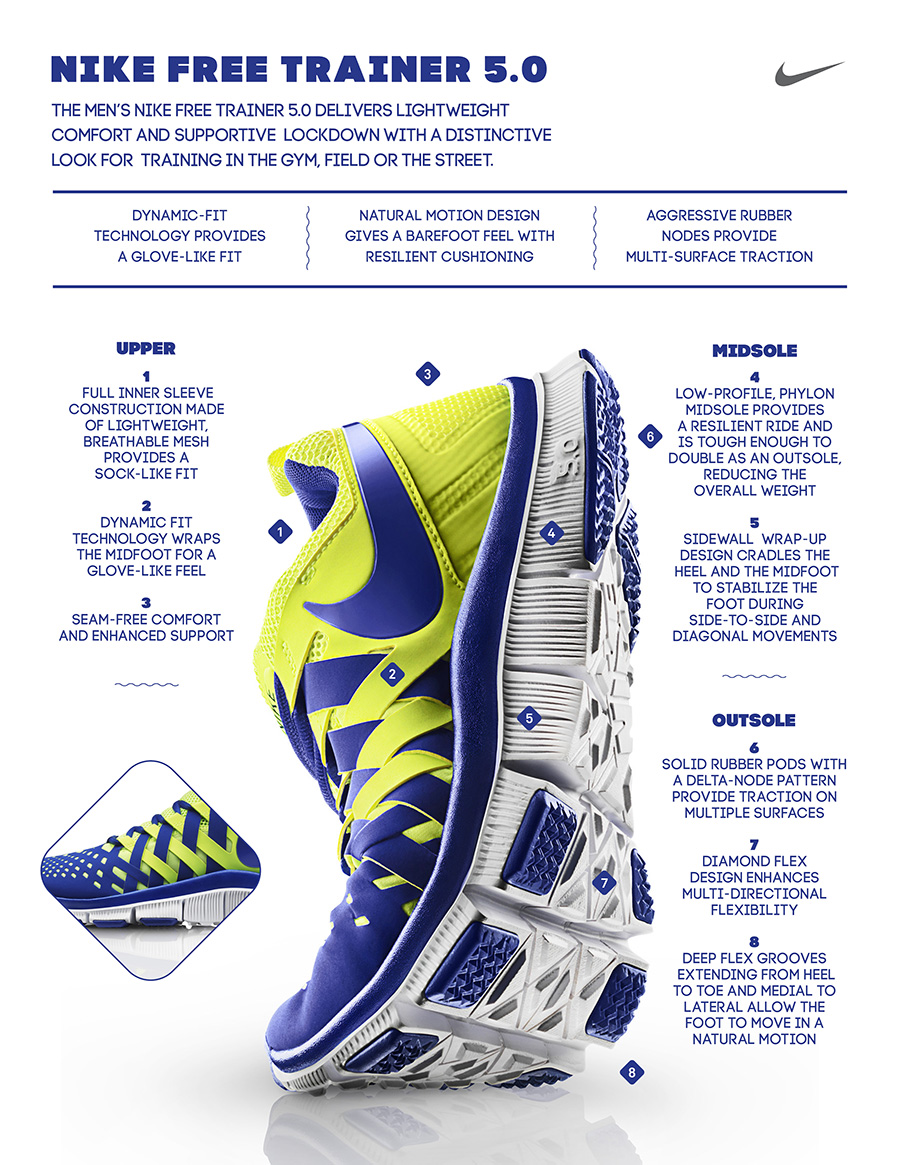 NIKE FREE TRAINER 5.0
THE MEN'S NIKE FREE TRAINER 5.0 DELIVERS LIGHTWEIGHT
COMFORT AND SUPPORTIVE LOCKDOWN WITH A DISTINCTIVE
LOOK FOR TRAINING IN THE GYM, FIELD OR THE STREET.
DYNAMIC-FIT
TECHNOLOGY PROVIDES
A GLOVE-LIKE FIT
NATURAL MOTION DESIGN
GIVES A BAREFOOT FEEL WITH
RESILIENT CUSHIONING
AGGRESSIVE RUBBER
NODES PROVIDE
MULTI-SURFACE TRACTION
UPPER
1
FULL INNER SLEEVE
CONSTRUCTION MADE
OF LIGHTWEIGHT,
BREATHABLE MESH
PROVIDES A
SOCK-LIKE FIT
2
DYNAMIC FIT
TECHNOLOGY WRAPS
THE MIDFOOT FOR A
GLOVE-LIKE FEEL
3
SEAM-FREE COMFORT
AND ENHANCED SUPPORT
3
1
2
4
5
6
7
8
5.0
MIDSOLE
4
LOW-PROFILE, PHYLON
MIDSOLE PROVIDES
A RESILIENT RIDE AND
IS TOUGH ENOUGH TO
DOUBLE AS AN OUTSOLE,
REDUCING THE
OVERALL WEIGHT
5
SIDEWALL WRAP-UP
DESIGN CRADLES THE
HEEL AND THE MIDFOOT
TO STABILIZE THE
FOOT DURING
SIDE-TO-SIDE AND
DIAGONAL MOVEMENTS
OUTSOLE
6
SOLID RUBBER PODS WITH
A DELTA-NODE PATTERN
PROVIDE TRACTION ON
MULTIPLE SURFACES
7
DIAMOND FLEX
DESIGN ENHANCES
MULTI-DIRECTIONAL
FLEXIBILITY
8
DEEP FLEX GROOVES
EXTENDING FROM HEEL
TO TOE AND MEDIAL TO
LATERAL ALLOW THE
FOOT TO MOVE IN A
NATURAL MOTION